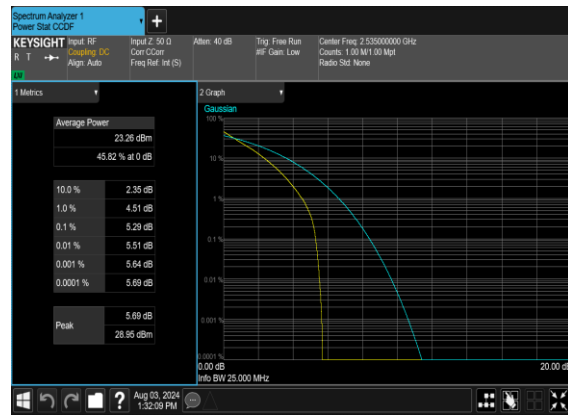 Spectrum Analyzer 1
Power Stat CCDF
KEYSIGHT
R T
LW
Input: RF
Coupling: DC
Align: Auto
Input Z: 50 Ω
Corr CCorr
Freq Ref: Int (S)
Atten: 40 dB
Trig: Free Run
#IF Gain: Low
Center Freq: 2.535000000 GHz
Counts: 1.00 M/1.00 Mpt
Radio Std: None
1 Metrics
Average Power
23.26 dBm
45.82 % at 0 dB
10.0 % 2.35 dB
1.0 % 4.51 dB
0.1 % 5.29 dB
0.01 % 5.51 dB
0.001 % 5.64 dB
0.0001 % 5.69 dB
Peak
5.69 dB
28.95 dBm
2 Graph
Gaussian
100 %
10 %
1 %
0.1 %
0.01 %
0.001 %
0.0001 %
0.00 dB
20.00 dB
Info BW 25.000 MHz
?
Aug 03, 2024
1:32:09 PM